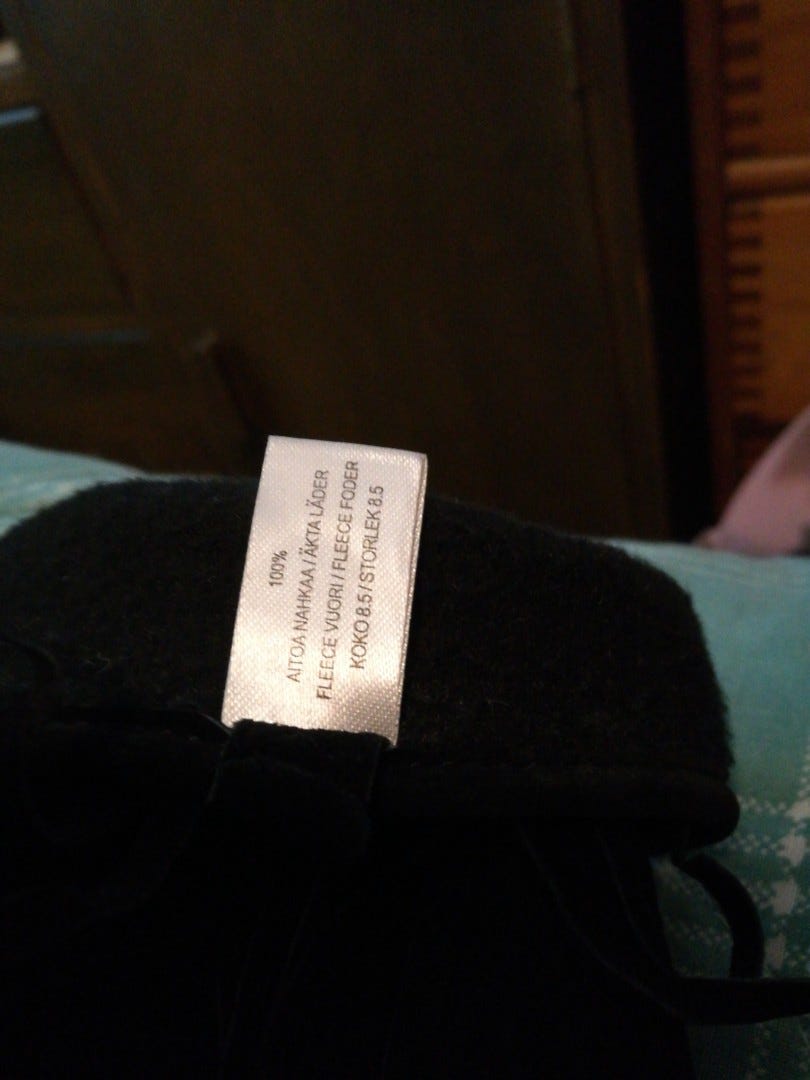 100%
AITOA NAHKAA / ÄKTA LÄDER
FLEECE VUORI / FLEECE FODER
KOKO 8.5 / STORLEK 8.5